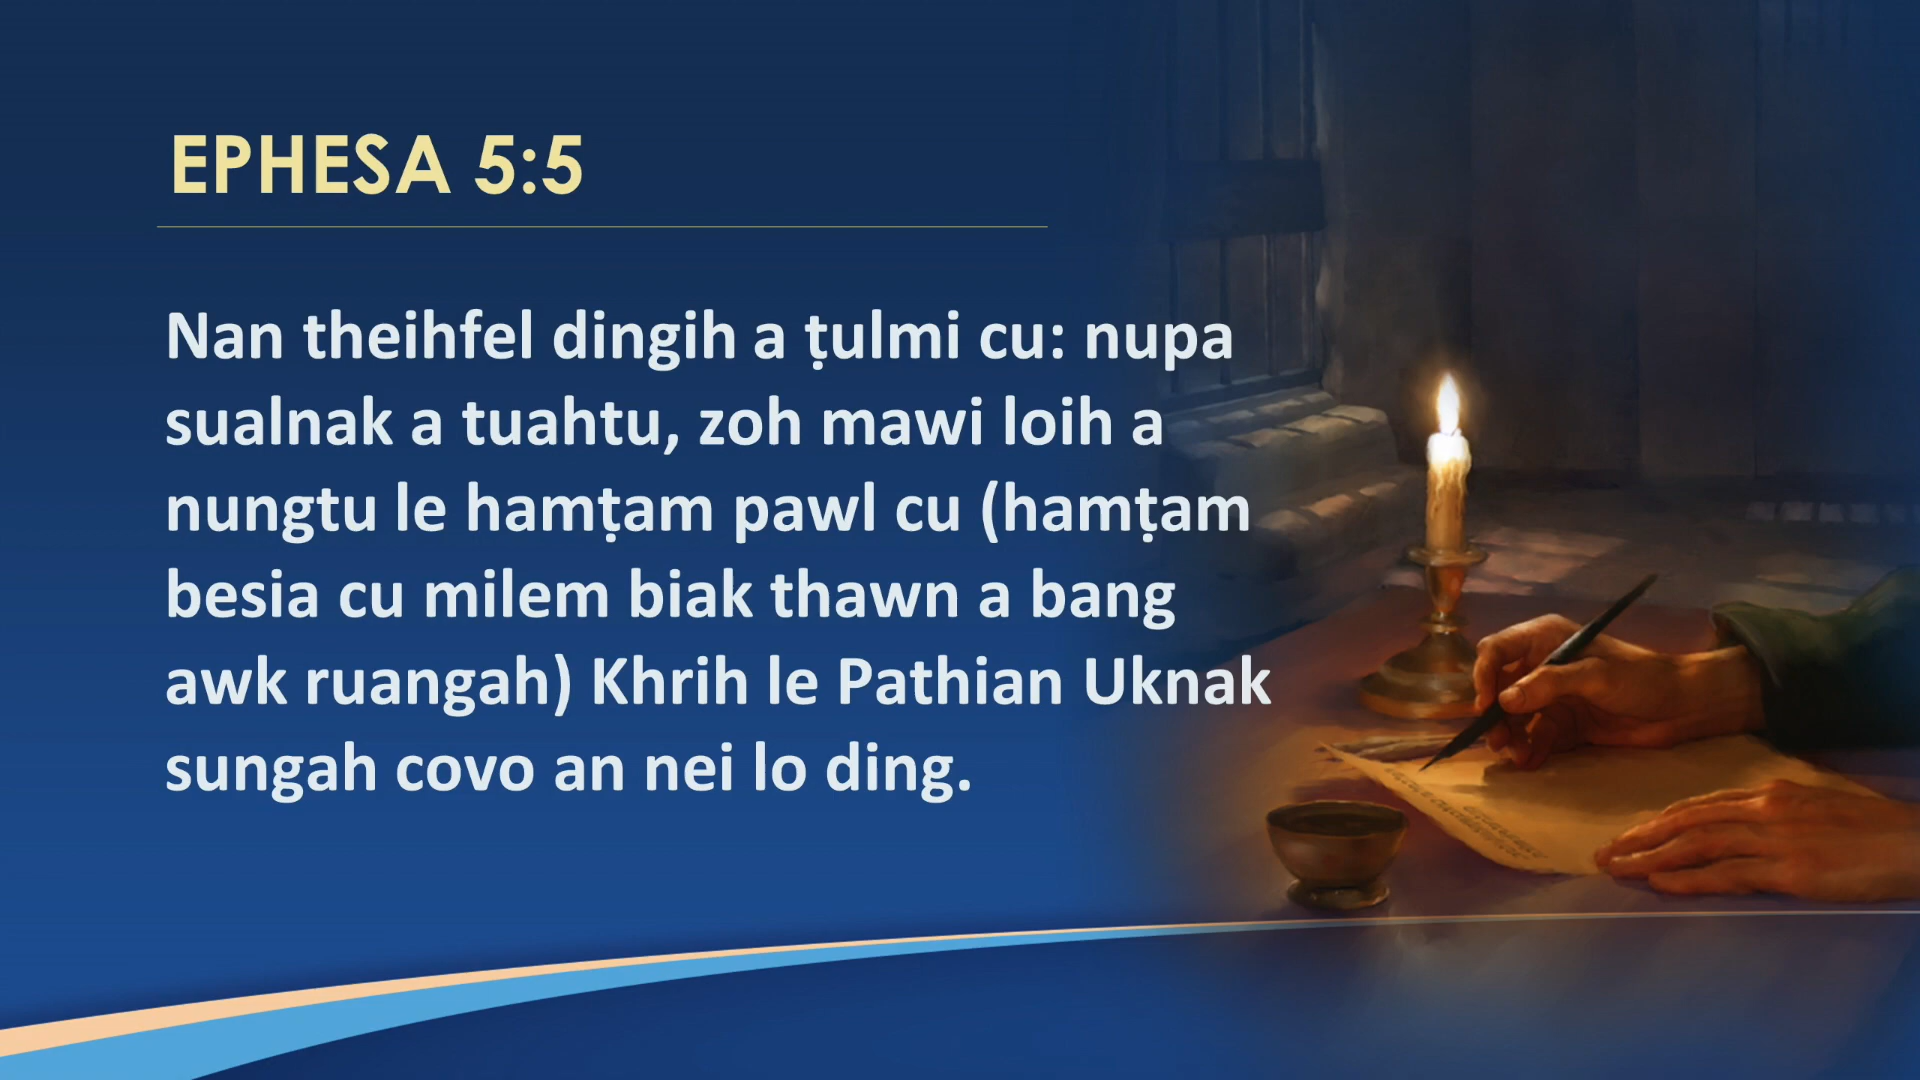 EPHESA 5:5
Nan theihfel dingih a ṭulmi cu: nupa
sualnak a tuahtu, zoh mawi loih a
nungtu le hamṭam pawl cu (hamṭam
besia cu milem biak thawn a bang
awk ruangah) Khrih le Pathian Uknak
sungah covo an nei lo ding.